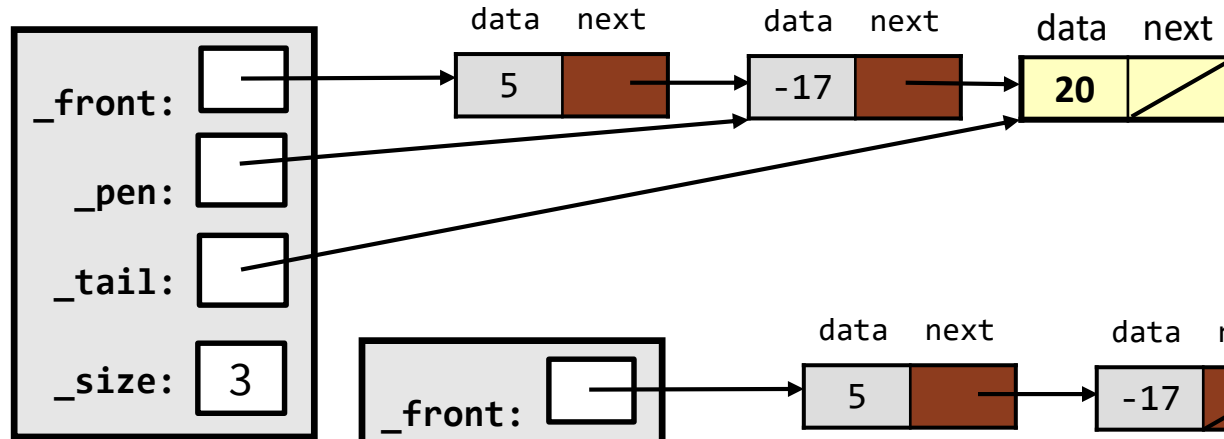 data next data next data next
_front: 5 -17 20
_pen:
_tail:
_size: 3
data next data
_front: 5 -17